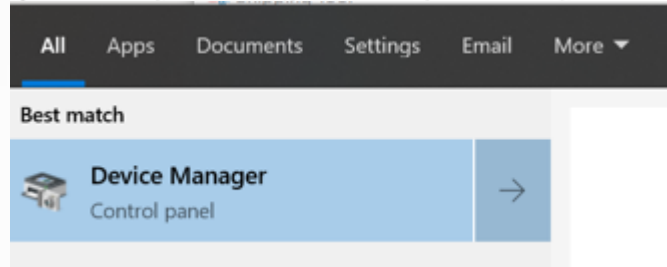 All Apps Documents Settings Email More
Best match
Device Manager
Control panel